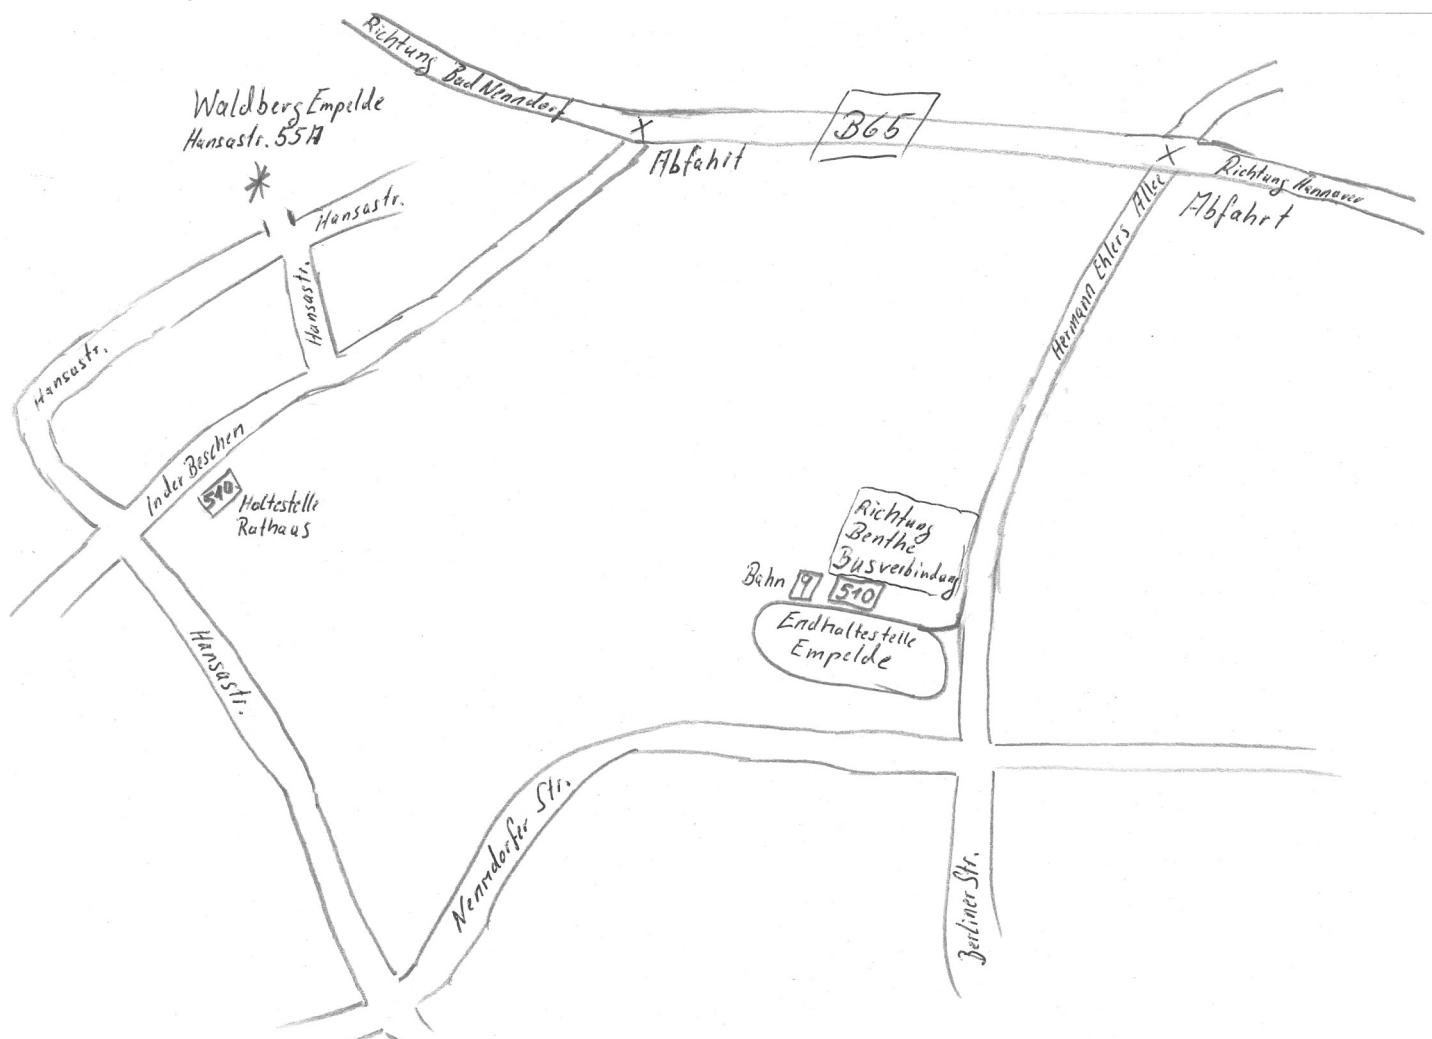 Richtung Bad Nenndorf
Waldberg Empelde
Hansastr. 55A
B65
Abfahrt
Richtung Hannover
Abfahrt
Hansastr.
Hansastr.
Hansastr.
Hermann Ehlers Allee
In der Beschen
510
Haltestelle
Rathaus
Richtung
Benthe
Busverbindung
Bahn 9 510
Endhaltestelle
Empelde
Hansastr.
Nenndorfer Str.
Berliner Str.